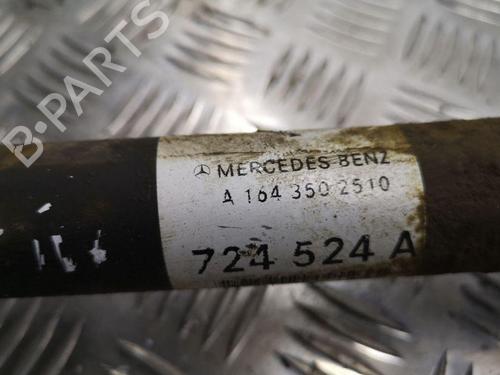 B-PARTS
MERCEDES BENZ
A 164 350 2510
724 524 A